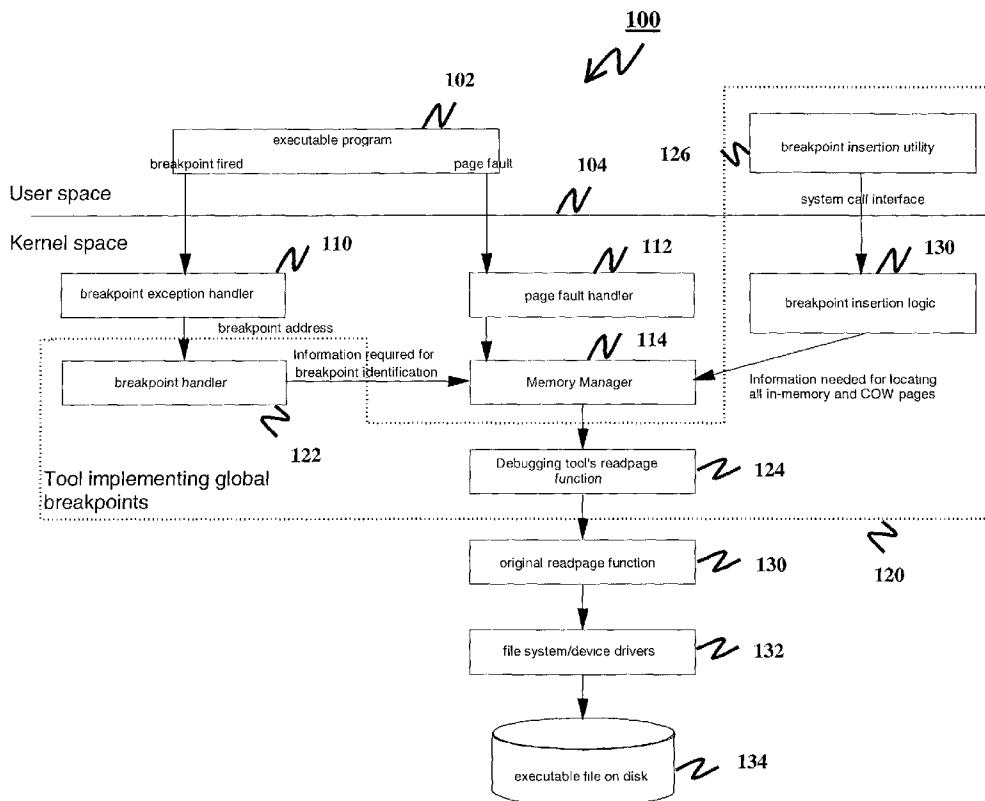 100
102
executable program
breakpoint fired
page fault
126
breakpoint insertion utility
104
User space
system call interface
Kernel space
110
112
130
breakpoint exception handler
page fault handler
breakpoint insertion logic
breakpoint address
114
Information required for
breakpoint identification
breakpoint handler
Memory Manager
Information needed for locating
all in-memory and COW pages
122
Tool implementing global
breakpoints
Debugging tool's readpage
function
124
original readpage function
130
120
file system/device drivers
132
executable file on disk
134